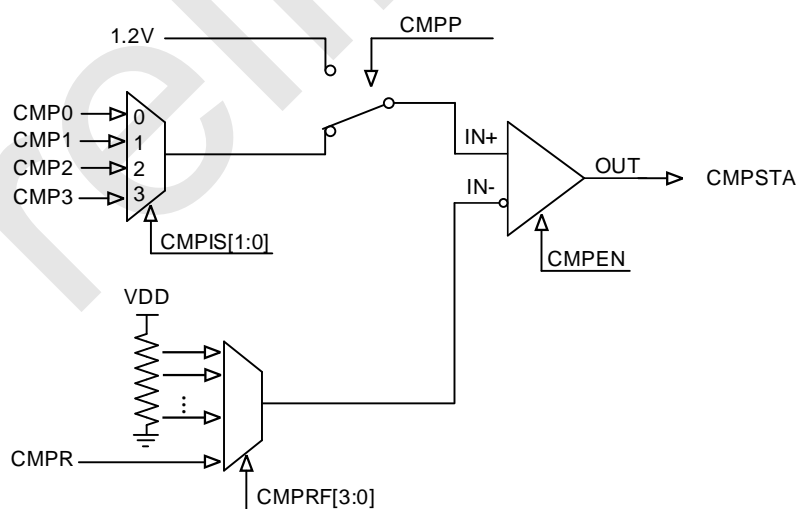 1.2V
CMPP
CMP0
CMP1
CMP2
CMP3
0
1
2
3
IN+
IN-
OUT
CMPSTA
CMPIS[1:0]
CMPEN
VDD
CMPR
CMPRF[3:0]